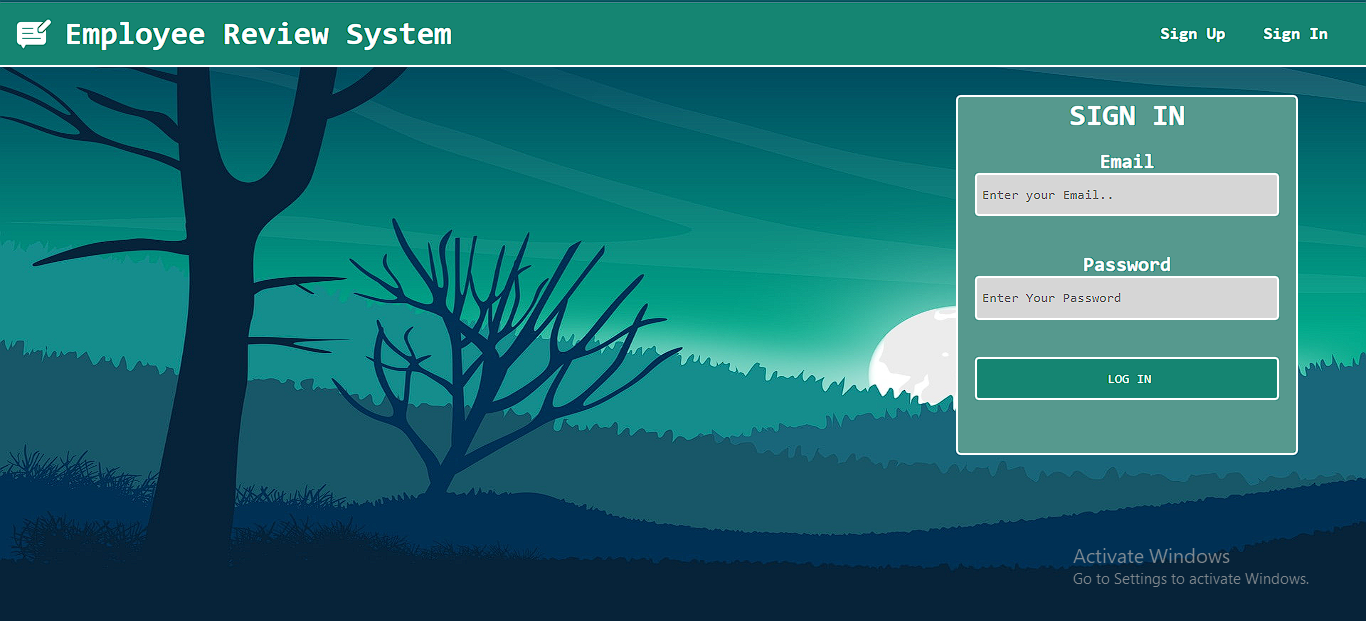 Employee Review System
Sign Up
Sign In
SIGN IN
Email
Enter your Email..
Password
Enter Your Password
LOG IN
Activate Windows
Go to Settings to activate Windows.